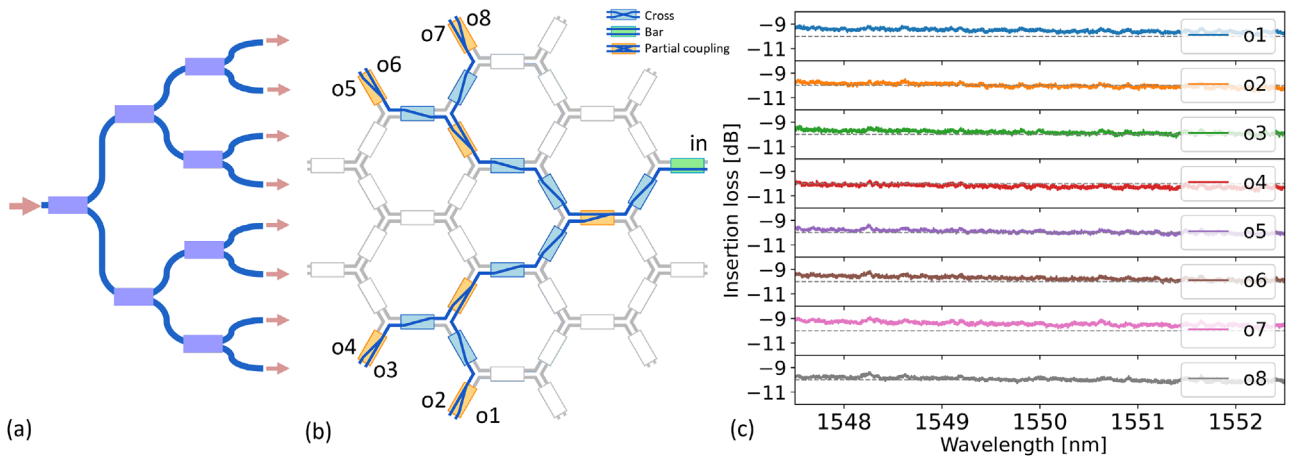 (a)
o8
o7
o6
o5
in
o4
o3
o2
o1
(b)
Cross
Bar
Partial coupling
Insertion loss [dB]
−9
−11
o1
−9
−11
o2
−9
−11
o3
−9
−11
o4
−9
−11
o5
−9
−11
o6
−9
−11
o7
−9
−11
o8
1548 1549 1550 1551 1552
Wavelength [nm]
(c)